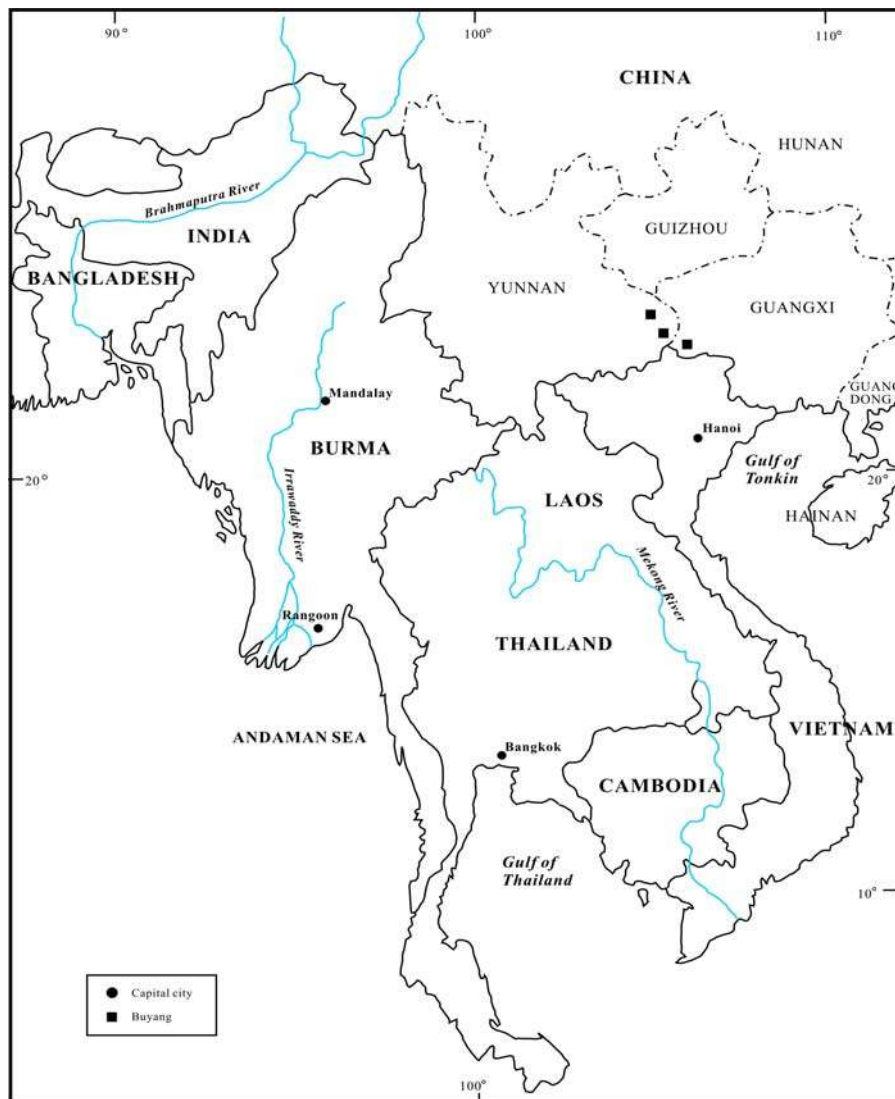 90°
100°
110°
CHINA
HUNAN
Brahmaputra River
GUIZHOU
INDIA
BANGLADESH
YUNNAN
GUANGXI
Mandalay
GUANG
DONG
Hanoi
BURMA
Gulf of
Tonkin
20°
20°
LAOS
HAINAN
Irrawaddy River
Mekong River
Rangoon
THAILAND
VIETNAM
ANDAMAN SEA
Bangkok
CAMBODIA
Gulf of
Thailand
10°
Capital city
Buyang
100°